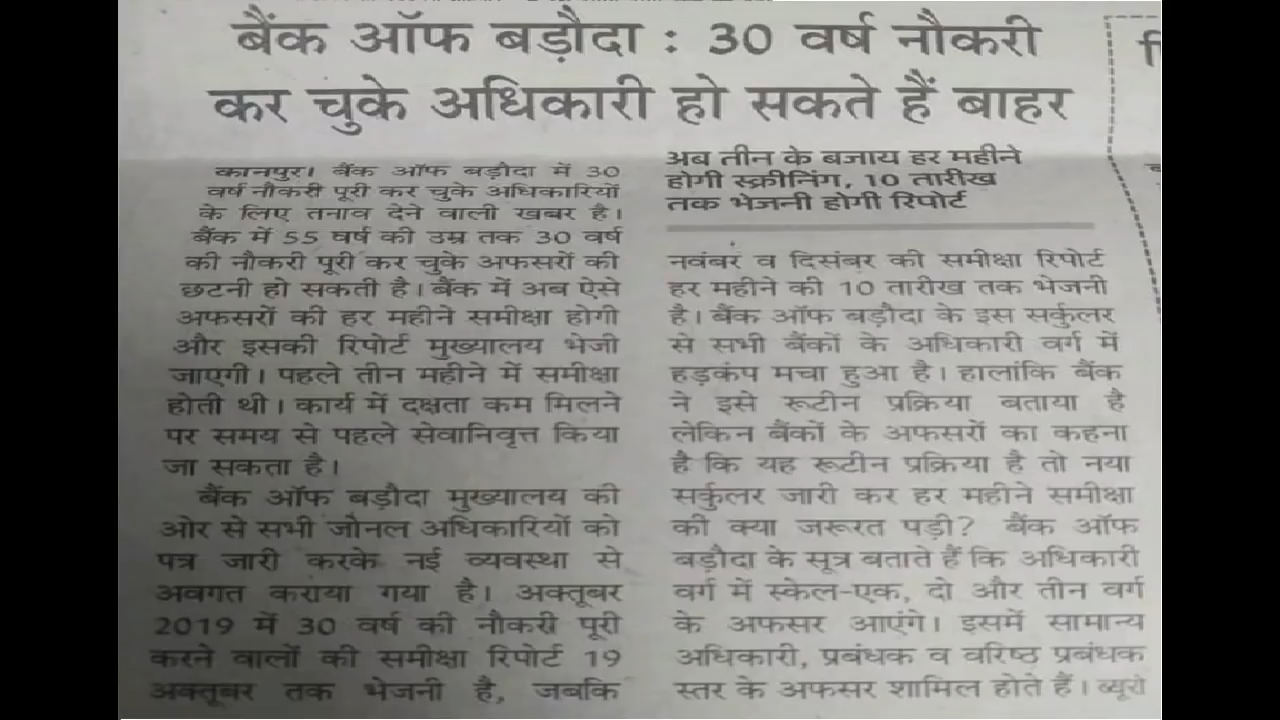 बैंक ऑफ बड़ौदा : 30 वर्ष नौकरी
कर चुके अधिकारी हो सकते हैं बाहर
कानपुर। बैंक ऑफ बड़ौदा में 30
वर्ष नौकरी पूरी कर चुके अधिकारियों
के लिए तनाव देने वाली खबर है।
बैंक में 55 वर्ष की उम्र तक 30 वर्ष
की नौकरी पूरी कर चुके अफसरों की
छटनी हो सकती है। बैंक में अब ऐसे
अफसरों की हर महीने समीक्षा होगी
और इसकी रिपोर्ट मुख्यालय भेजी
जाएगी। पहले तीन महीने में समीक्षा
होती थी। कार्य में दक्षता कम मिलने
पर समय से पहले सेवानिवृत्त किया
जा सकता है।
बैंक ऑफ बड़ौदा मुख्यालय की
ओर से सभी जोनल अधिकारियों को
पत्र जारी करके नई व्यवस्था से
अवगत कराया गया है। अक्तूबर
2019 में 30 वर्ष की नौकरी पूरी
करने वालों की समीक्षा रिपोर्ट 19
अक्तूबर तक भेजनी है, जबकि
अब तीन के बजाय हर महीने
होगी स्क्रीनिंग, 10 तारीख
तक भेजनी होगी रिपोर्ट
नवंबर व दिसंबर की समीक्षा रिपोर्ट
हर महीने की 10 तारीख तक भेजनी
है। बैंक ऑफ बड़ौदा के इस सर्कुलर
से सभी बैंकों के अधिकारी वर्ग में
हड़कंप मचा हुआ है। हालांकि बैंक
ने इसे रूटीन प्रक्रिया बताया है
लेकिन बैंकों के अफसरों का कहना
है कि यह रूटीन प्रक्रिया है तो नया
सर्कुलर जारी कर हर महीने समीक्षा
की क्या जरूरत पड़ी? बैंक ऑफ
बड़ौदा के सूत्र बताते हैं कि अधिकारी
वर्ग में स्केल-एक, दो और तीन वर्ग
के अफसर आएंगे। इसमें सामान्य
अधिकारी, प्रबंधक व वरिष्ठ प्रबंधक
स्तर के अफसर शामिल होते हैं। ब्यूरो